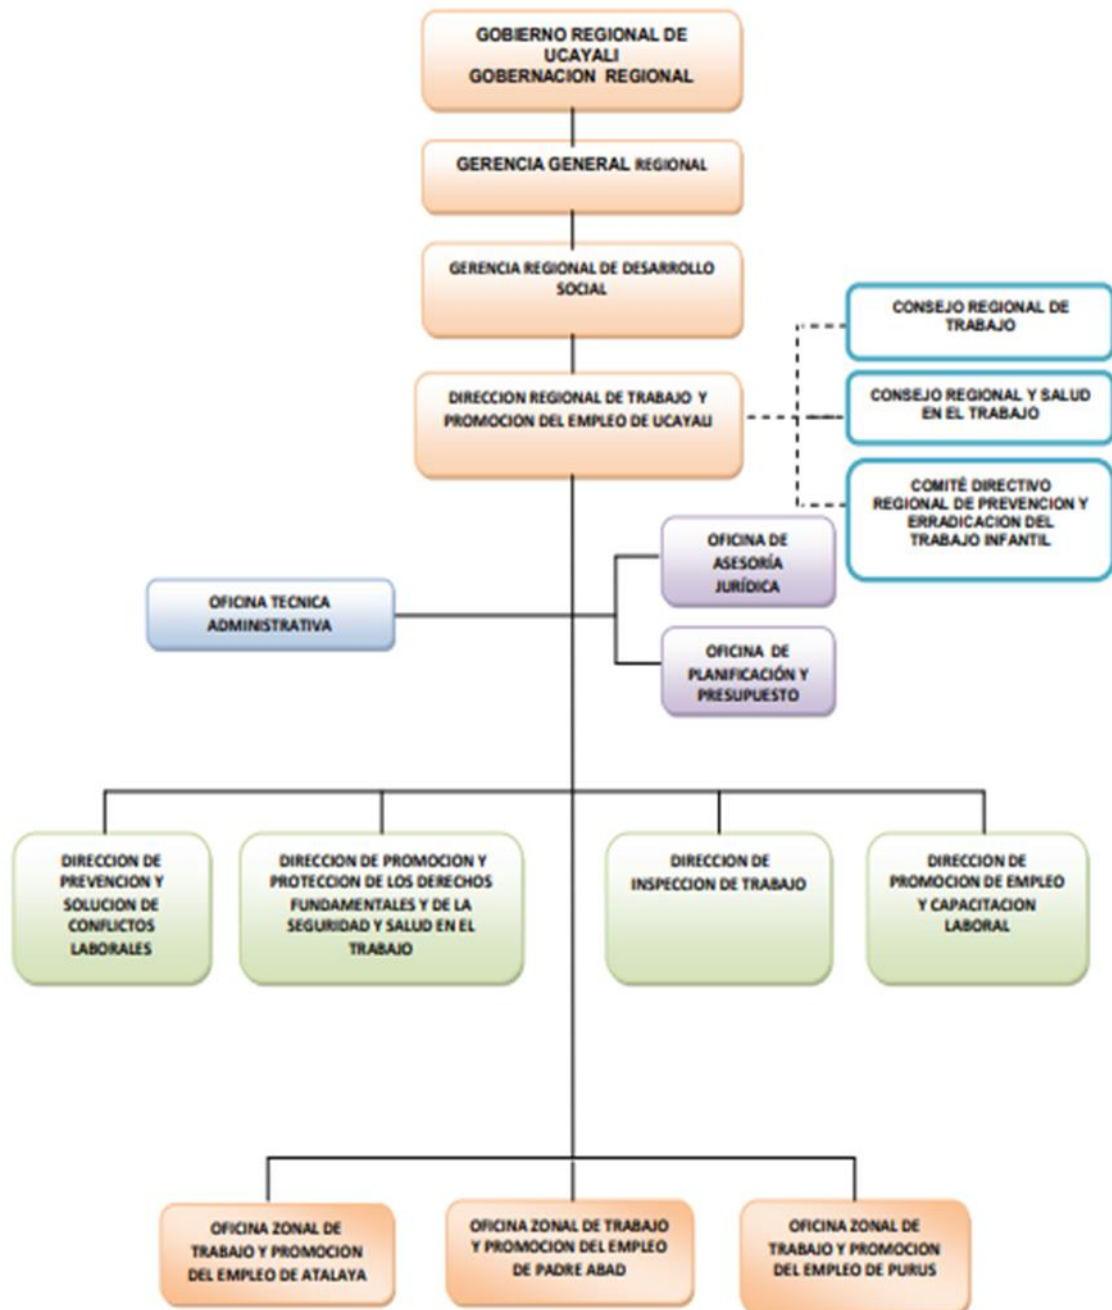 GOBIERNO REGIONAL DE
UCAYALI
GOBERNACION REGIONAL
GERENCIA GENERAL REGIONAL
GERENCIA REGIONAL DE DESARROLLO
SOCIAL
DIRECCION REGIONAL DE TRABAJO Y
PROMOCION DEL EMPLEO DE UCAYALI
CONSEJO REGIONAL DE
TRABAJO
CONSEJO REGIONAL Y SALUD
EN EL TRABAJO
COMITÉ DIRECTIVO
REGIONAL DE PREVENCION Y
ERRADICACION DEL
TRABAJO INFANTIL
OFICINA DE
ASESORÍA
JURÍDICA
OFICINA TECNICA
ADMINISTRATIVA
OFICINA DE
PLANIFICACIÓN Y
PRESUPUESTO
DIRECCION DE
PREVENCION Y
SOLUCION DE
CONFLICTOS
LABORALES
DIRECCION DE PROMOCION Y
PROTECCION DE LOS DERECHOS
FUNDAMENTALES Y DE LA
SEGURIDAD Y SALUD EN EL
TRABAJO
DIRECCION DE
INSPECCION DE TRABAJO
DIRECCION DE
PROMOCION DE EMPLEO
Y CAPACITACION
LABORAL
OFICINA ZONAL DE
TRABAJO Y PROMOCION
DEL EMPLEO DE ATALAYA
OFICINA ZONAL DE TRABAJO
Y PROMOCION DEL EMPLEO
DE PADRE ABAD
OFICINA ZONAL DE
TRABAJO Y PROMOCION
DEL EMPLEO DE PURUS